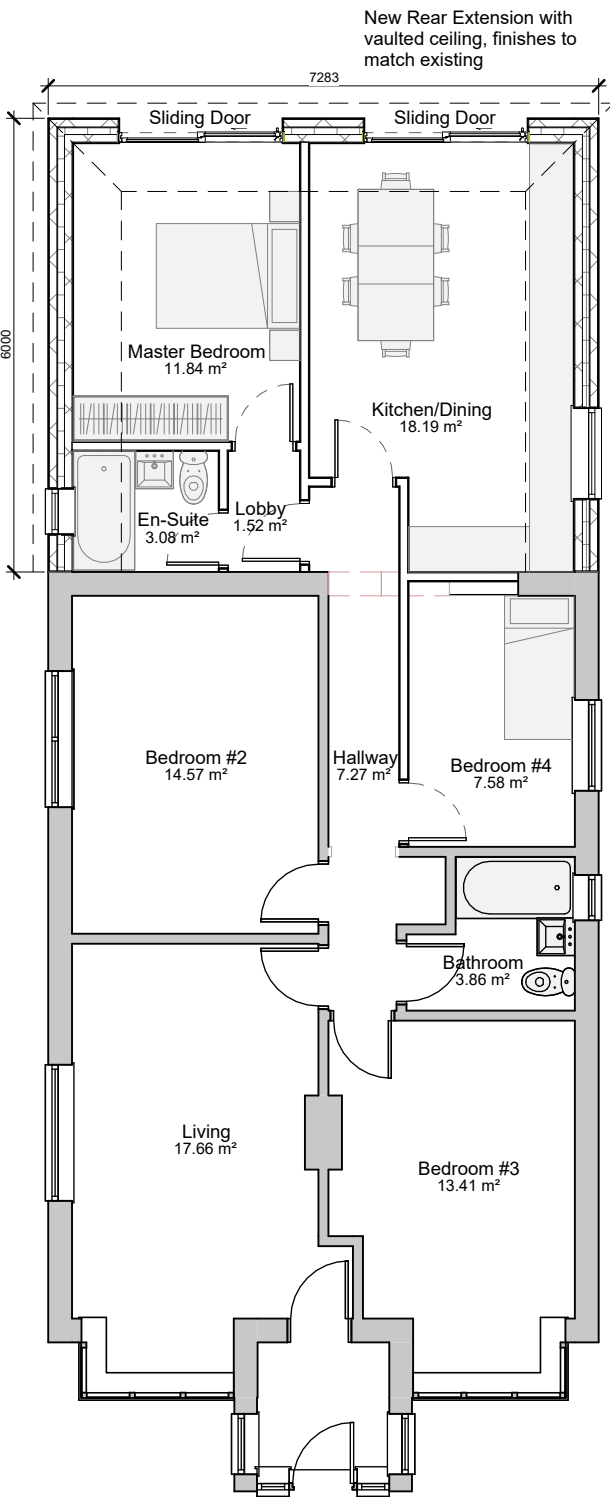 New Rear Extension with
vaulted ceiling, finishes to
match existing
7283
Sliding Door
Sliding Door
6000
Master Bedroom
11.84 m²
Kitchen/Dining
18.19 m²
En-Suite
3.08 m²
Lobby
1.52 m²
Bedroom #2
14.57 m²
Hallway
7.27 m²
Bedroom #4
7.58 m²
Bathroom
3.86 m²
Living
17.66 m²
Bedroom #3
13.41 m²